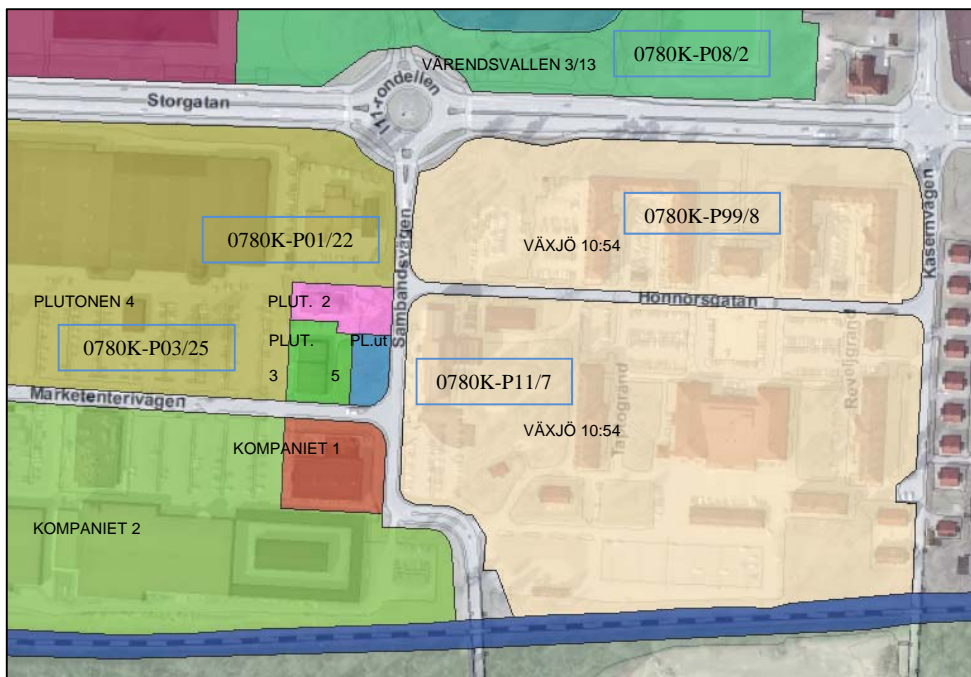 VÄRENDSVALLEN 3/13
0780K-P08/2
Storgatan
I11-rondellen
0780K-P01/22
0780K-P99/8
VÄXJÖ 10:54
Sambandsvägen
Kasernvägen
PLUTONEN 4
PLUT. 2
Honnörsgatan
0780K-P03/25
PLUT.
PL.ut
3
5
0780K-P11/7
Taptogränd
Reveljgränd
Marketenterivägen
VÄXJÖ 10:54
KOMPANIET 1
KOMPANIET 2